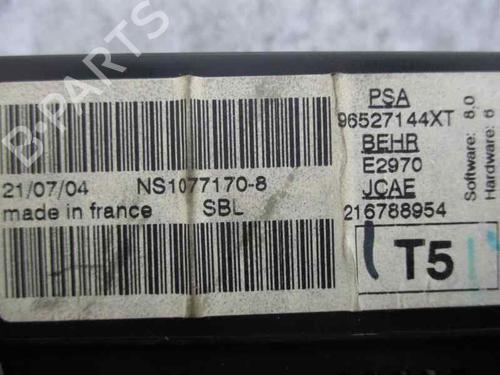 B-PARTS
21/07/04 NS1077170-8
made in france SBL
PSA
96527144XT
BEHR
E2970
JCAE
216788954
T5
Software: 8.0
Hardware: 6